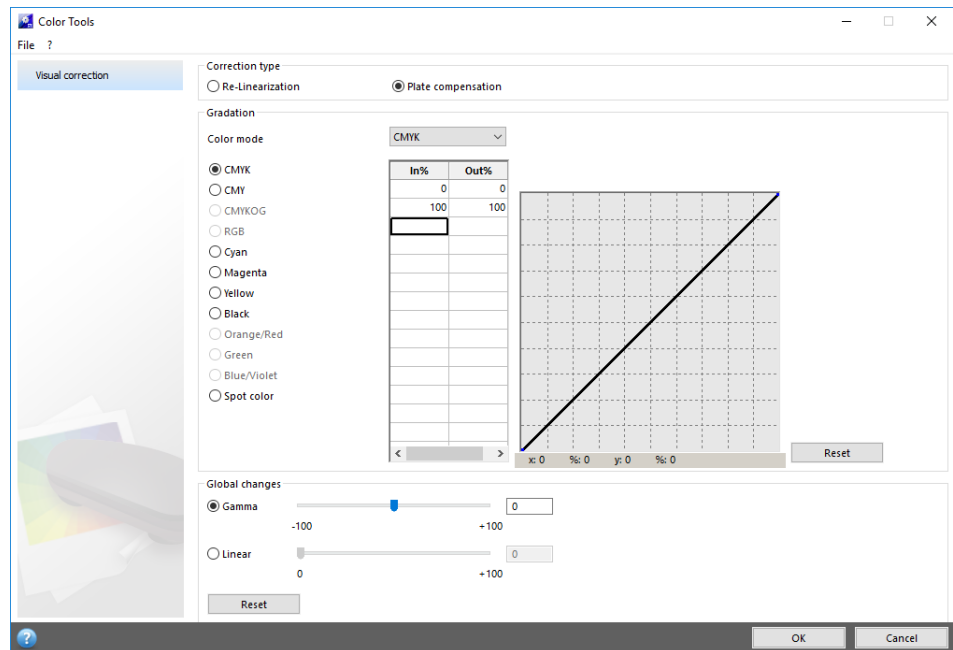 Color Tools
File ?
Visual correction
Correction type
Re-Linearization Plate compensation
Gradation
Color mode CMYK
CMYK
CMY
CMYKOG
RGB
Cyan
Magenta
Yellow
Black
Orange/Red
Green
Blue/Violet
Spot color
In% Out%
0 0
100 100
x: 0 %: 0 y: 0 %: 0
Reset
Global changes
Gamma 0
-100 +100
Linear 0
0 +100
Reset
? OK Cancel